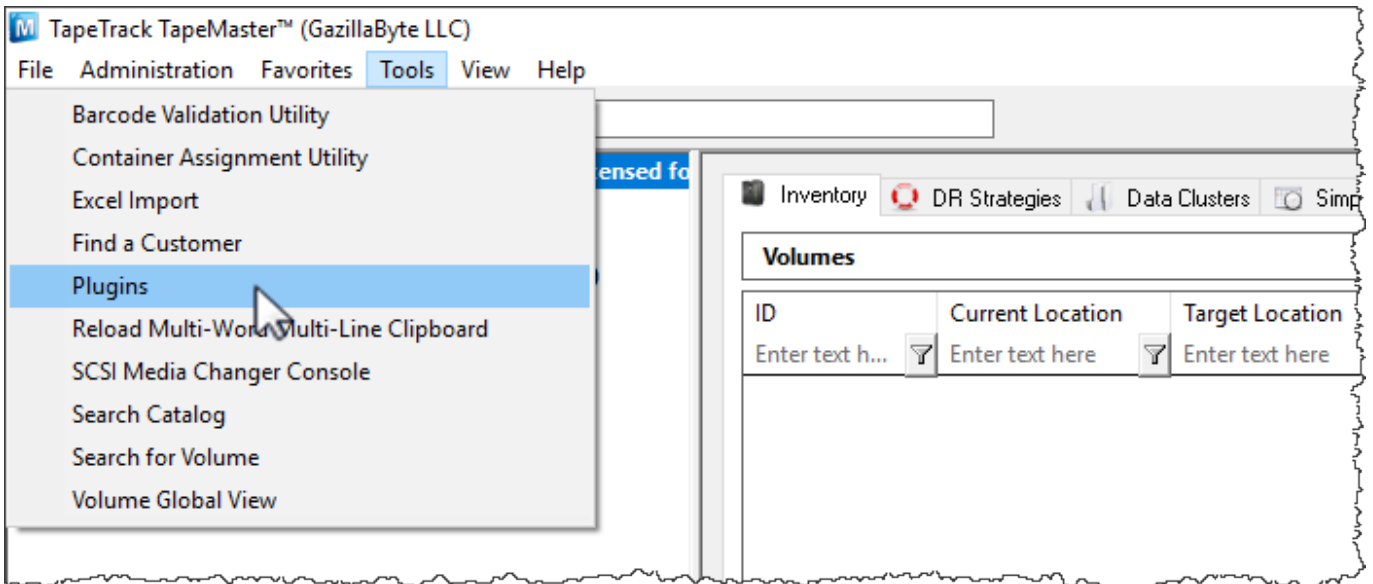 TapeTrack TapeMaster™ (GazillaByte LLC)
File Administration Favorites Tools View Help
Barcode Validation Utility
Container Assignment Utility
Excel Import
Find a Customer
Plugins
Reload Multi-Word Multi-Line Clipboard
SCSI Media Changer Console
Search Catalog
Search for Volume
Volume Global View
ensed fo
Inventory DR Strategies Data Clusters Simp
Volumes
ID Current Location Target Location
Enter text h... Enter text here Enter text here